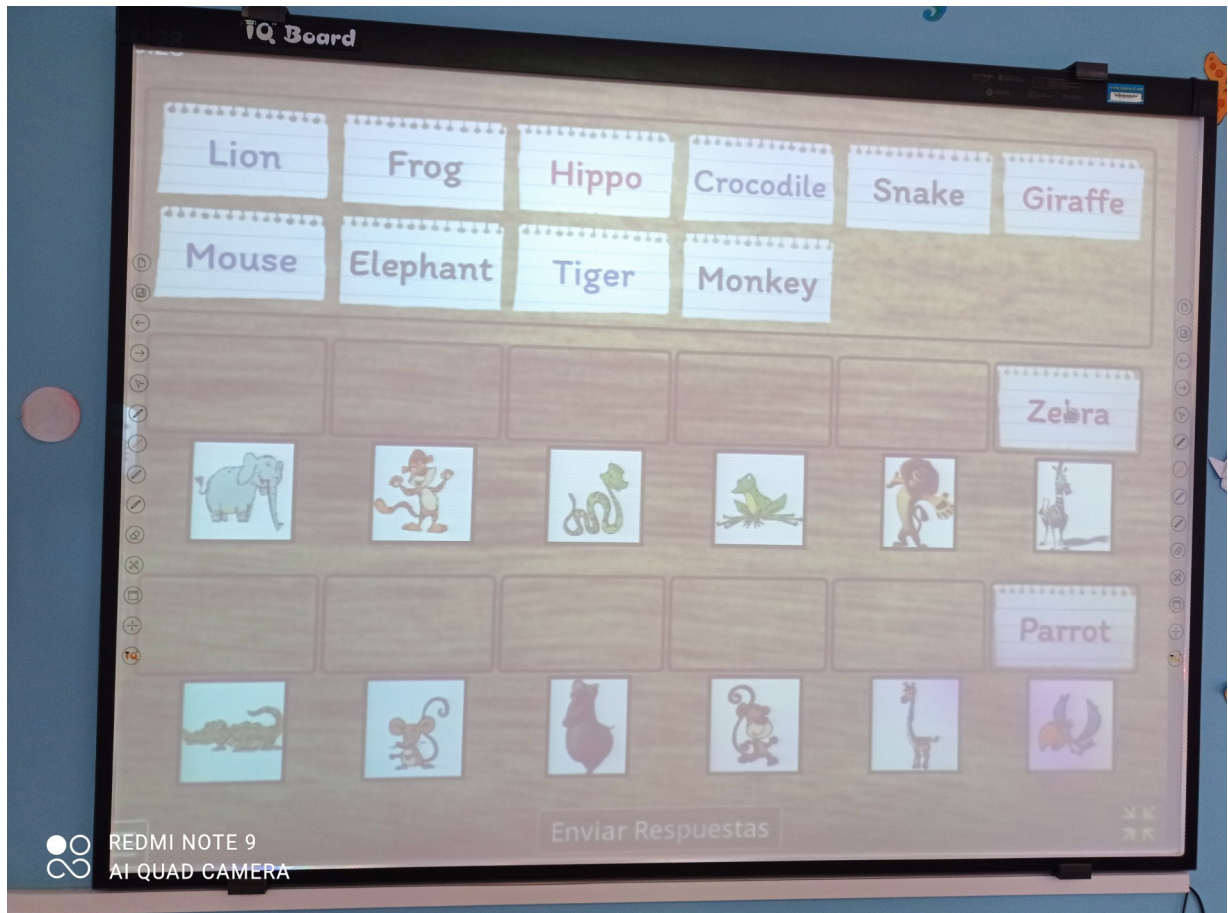 iQ Board
Lion Frog Hippo Crocodile Snake Giraffe
Mouse Elephant Tiger Monkey
Zebra
Parrot
Enviar Respuestas
REDMI NOTE 9
AI QUAD CAMERA